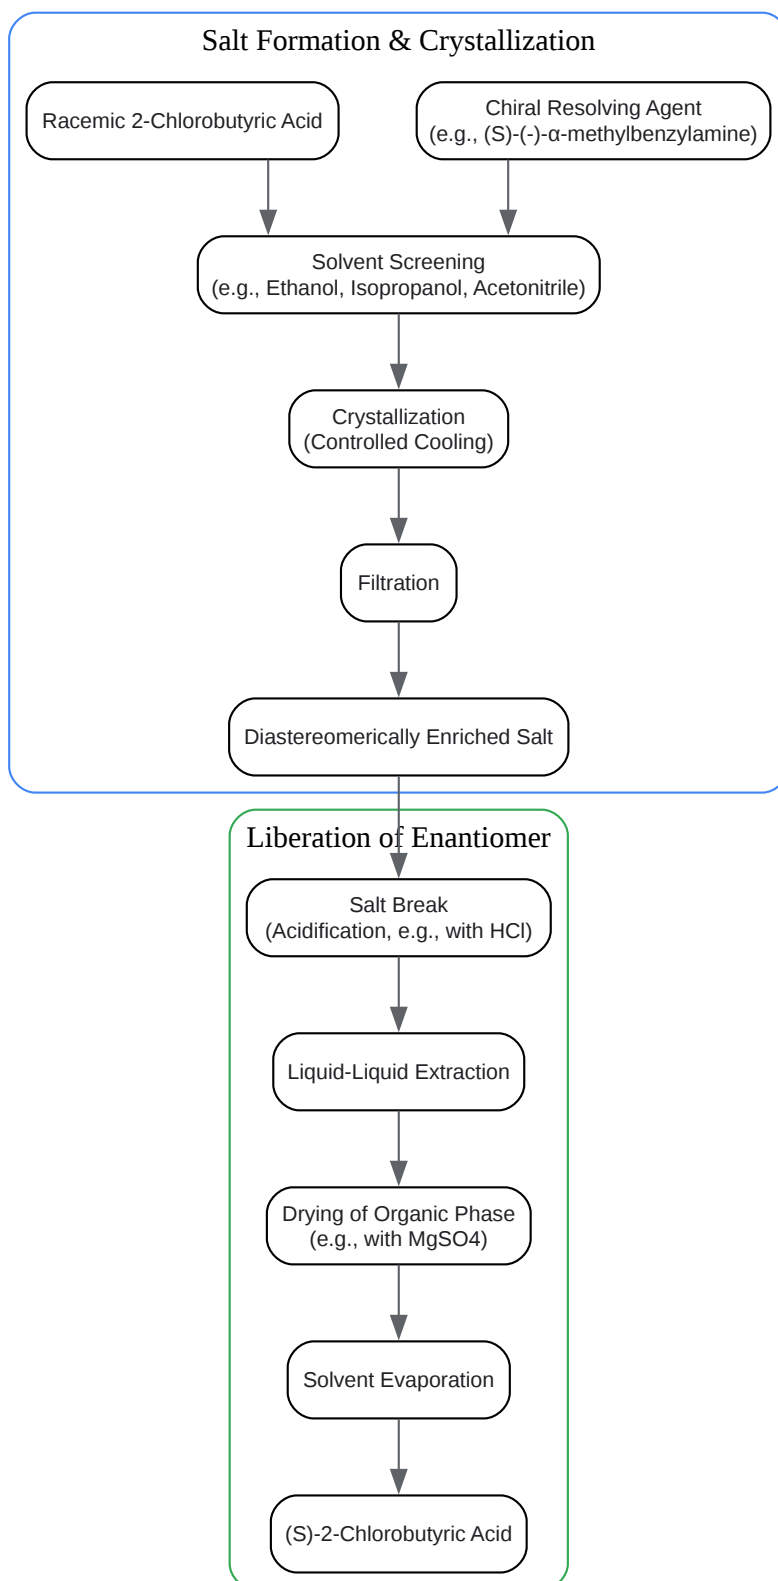 Salt Formation & Crystallization
Racemic 2-Chlorobutyric Acid
Chiral Resolving Agent
(e.g., (S)-(-)-α-methylbenzylamine)
Solvent Screening
(e.g., Ethanol, Isopropanol, Acetonitrile)
Crystallization
(Controlled Cooling)
Filtration
Diastereomerically Enriched Salt
Liberation of Enantiomer
Salt Break
(Acidification, e.g., with HCl)
Liquid-Liquid Extraction
Drying of Organic Phase
(e.g., with MgSO4)
Solvent Evaporation
(S)-2-Chlorobutyric Acid